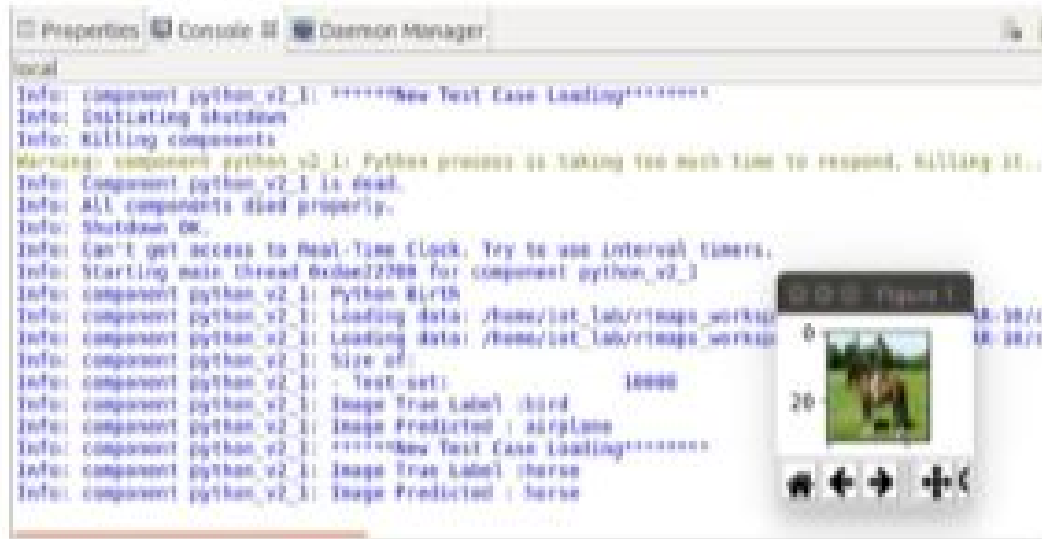 Properties Console Daemon Manager
local
Info: component python_v2_1: ******New Test Case Loading********
Info: Initiating shutdown
Info: Killing components
Warning: component python_v2_1: Python process is taking too much time to respond, killing it..
Info: Component python_v2_1 is dead.
Info: All components died properly.
Info: Shutdown OK.
Info: Can't get access to Real-Time Clock. Try to use interval timers.
Info: Starting main thread for component python_v2_1
Info: component python_v2_1: Python Birth
Info: component python_v2_1: Loading data: /home/iot_lab/rtmaps_worksp
Info: component python_v2_1: Loading data: /home/iot_lab/rtmaps_worksp
Info: component python_v2_1: Size of:
Info: component python_v2_1: - Test-set: 10000
Info: component python_v2_1: Image True Label :bird
Info: component python_v2_1: Image Predicted : airplane
Info: component python_v2_1: ******New Test Case Loading********
Info: component python_v2_1: Image True Label :horse
Info: component python_v2_1: Image Predicted : horse
Figure 1
0
20